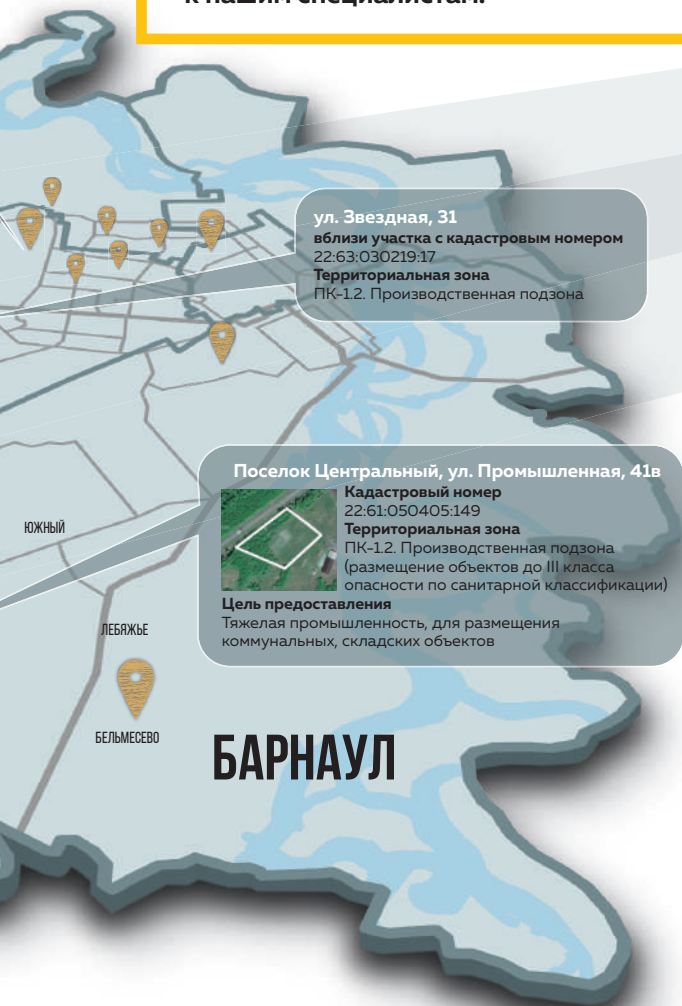 к нашим специалистам.
ул. Звездная, 31
вблизи участка с кадастровым номером
22:63:030219:17
Территориальная зона
ПК-1.2. Производственная подзона
Поселок Центральный, ул. Промышленная, 41в
Кадастровый номер
22:61:050405:149
Территориальная зона
ПК-1.2. Производственная подзона
(размещение объектов до III класса
опасности по санитарной классификации)
Цель предоставления
Тяжелая промышленность, для размещения
коммунальных, складских объектов
ЮЖНЫЙ
ЛЕБЯЖЬЕ
БЕЛЬМЕСЕВО
БАРНАУЛ